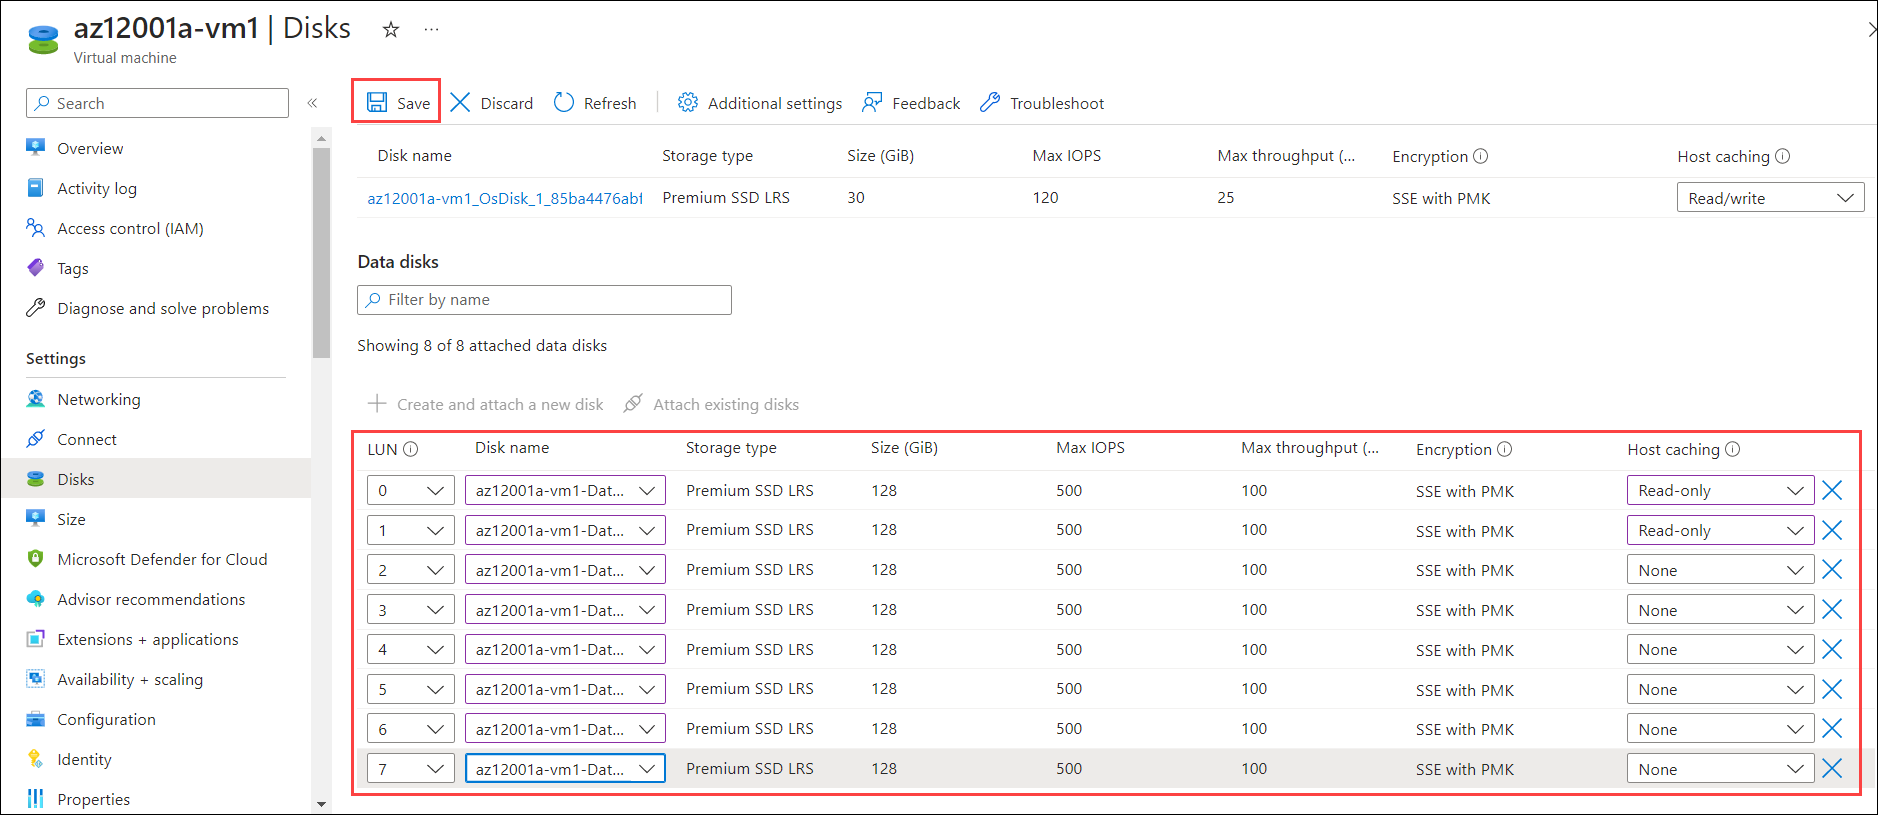 az12001a-vm1 | Disks ☆ ...
Virtual machine
Search «
Overview
Activity log
Access control (IAM)
Tags
Diagnose and solve problems
Settings
Networking
Connect
Disks
Size
Microsoft Defender for Cloud
Advisor recommendations
Extensions + applications
Availability + scaling
Configuration
Identity
Properties
Save Discard Refresh Additional settings Feedback Troubleshoot
Disk name Storage type Size (GiB) Max IOPS Max throughput (... Encryption Host caching
az12001a-vm1_OsDisk_1_85ba4476abf Premium SSD LRS 30 120 25 SSE with PMK Read/write
Data disks
Filter by name
Showing 8 of 8 attached data disks
Create and attach a new disk Attach existing disks
LUN Disk name Storage type Size (GiB) Max IOPS Max throughput (... Encryption Host caching
0 az12001a-vm1-Dat... Premium SSD LRS 128 500 100 SSE with PMK Read-only
1 az12001a-vm1-Dat... Premium SSD LRS 128 500 100 SSE with PMK Read-only
2 az12001a-vm1-Dat... Premium SSD LRS 128 500 100 SSE with PMK None
3 az12001a-vm1-Dat... Premium SSD LRS 128 500 100 SSE with PMK None
4 az12001a-vm1-Dat... Premium SSD LRS 128 500 100 SSE with PMK None
5 az12001a-vm1-Dat... Premium SSD LRS 128 500 100 SSE with PMK None
6 az12001a-vm1-Dat... Premium SSD LRS 128 500 100 SSE with PMK None
7 az12001a-vm1-Dat... Premium SSD LRS 128 500 100 SSE with PMK None